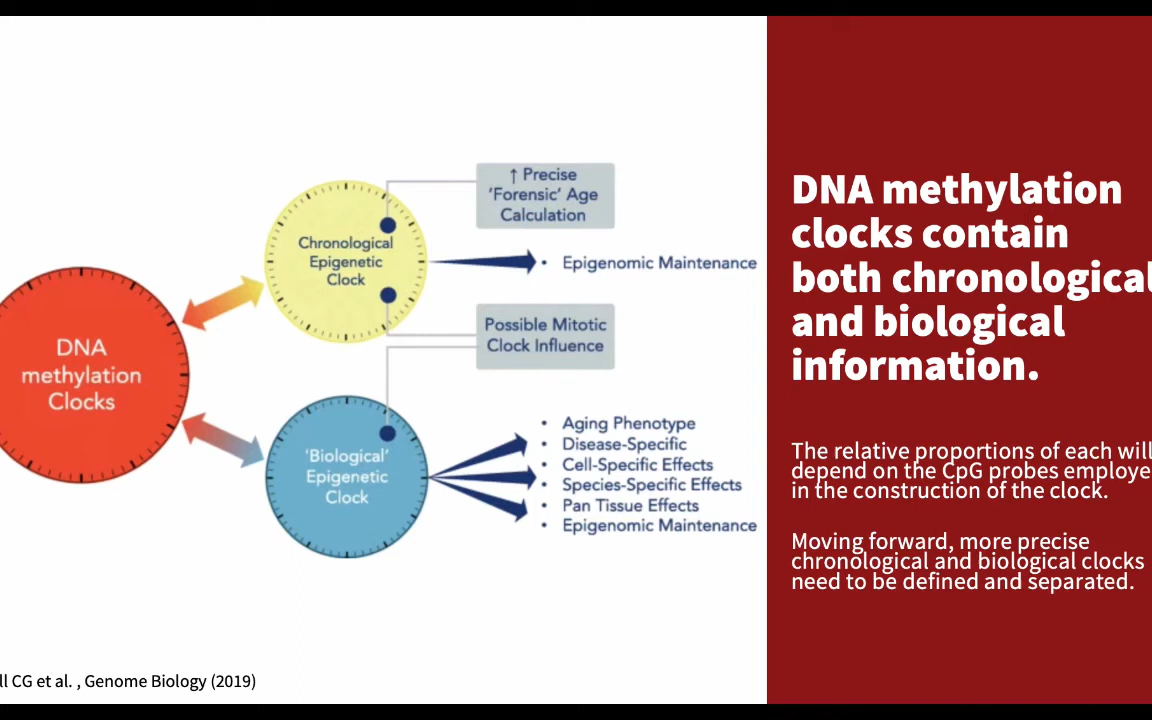 DNA
methylation
Clocks
Chronological
Epigenetic
Clock
↑ Precise
'Forensic' Age
Calculation
• Epigenomic Maintenance
Possible Mitotic
Clock Influence
'Biological'
Epigenetic
Clock
• Aging Phenotype
• Disease-Specific
• Cell-Specific Effects
• Species-Specific Effects
• Pan Tissue Effects
• Epigenomic Maintenance
ll CG et al. , Genome Biology (2019)
DNA methylation
clocks contain
both chronological
and biological
information.
The relative proportions of each will
depend on the CpG probes employe
in the construction of the clock.
Moving forward, more precise
chronological and biological clocks
need to be defined and separated.